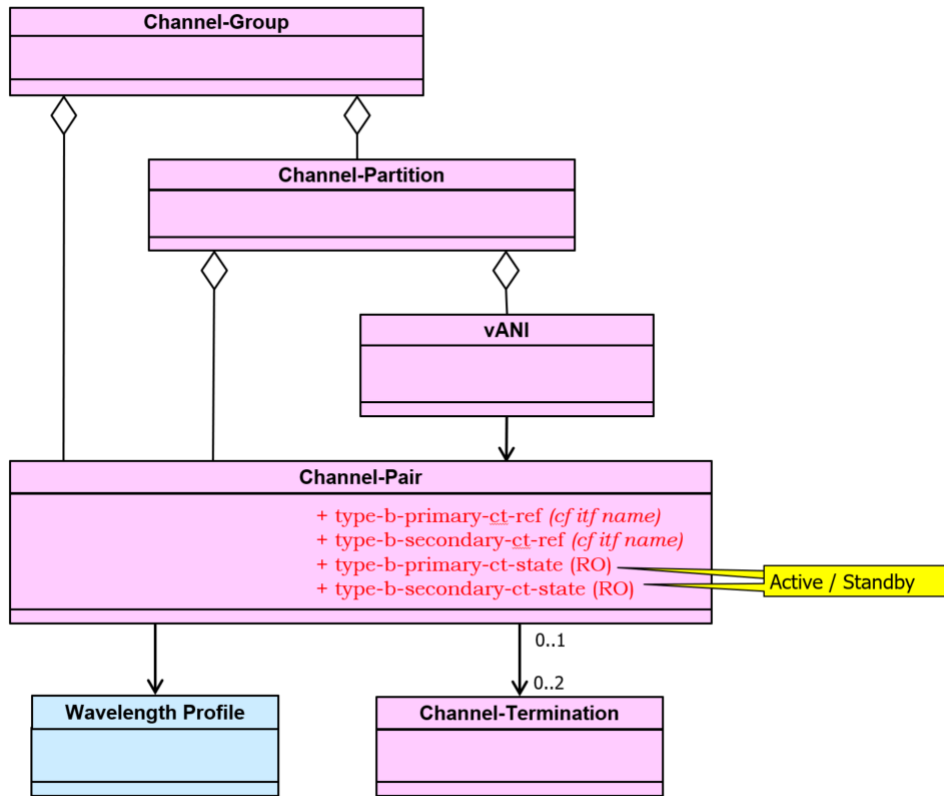 Channel-Group
Channel-Partition
vANI
Channel-Pair
+ type-b-primary-ct-ref (cf itf name)
+ type-b-secondary-ct-ref (cf itf name)
+ type-b-primary-ct-state (RO)
+ type-b-secondary-ct-state (RO)
Active / Standby
0..1
0..2
Wavelength Profile
Channel-Termination